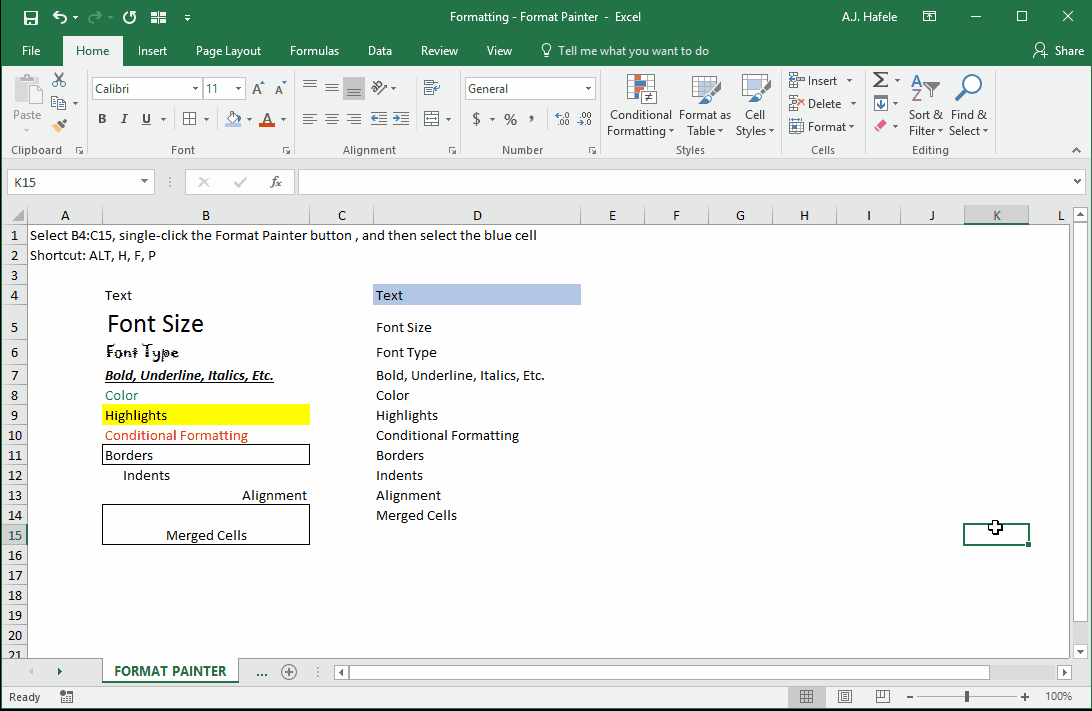 Formatting - Format Painter - Excel
A.J. Hafele
File Home Insert Page Layout Formulas Data Review View Tell me what you want to do Share
Calibri 11 General
Paste
B I U A $ % ,
Conditional Formatting
Format as Table
Cell Styles
Insert
Delete
Format
Sort & Filter
Find & Select
Clipboard Font Alignment Number Styles Cells Editing
K15 fx
A B C D E F G H I J K L
1 Select B4:C15, single-click the Format Painter button , and then select the blue cell
2 Shortcut: ALT, H, F, P
3
4 Text Text
5 Font Size Font Size
6 Font Type Font Type
7 Bold, Underline, Italics, Etc. Bold, Underline, Italics, Etc.
8 Color Color
9 Highlights Highlights
10 Conditional Formatting Conditional Formatting
11 Borders Borders
12 Indents Indents
13 Alignment Alignment
14 Merged Cells
15 Merged Cells
16
17
18
19
20
21
FORMAT PAINTER ...
Ready 100%